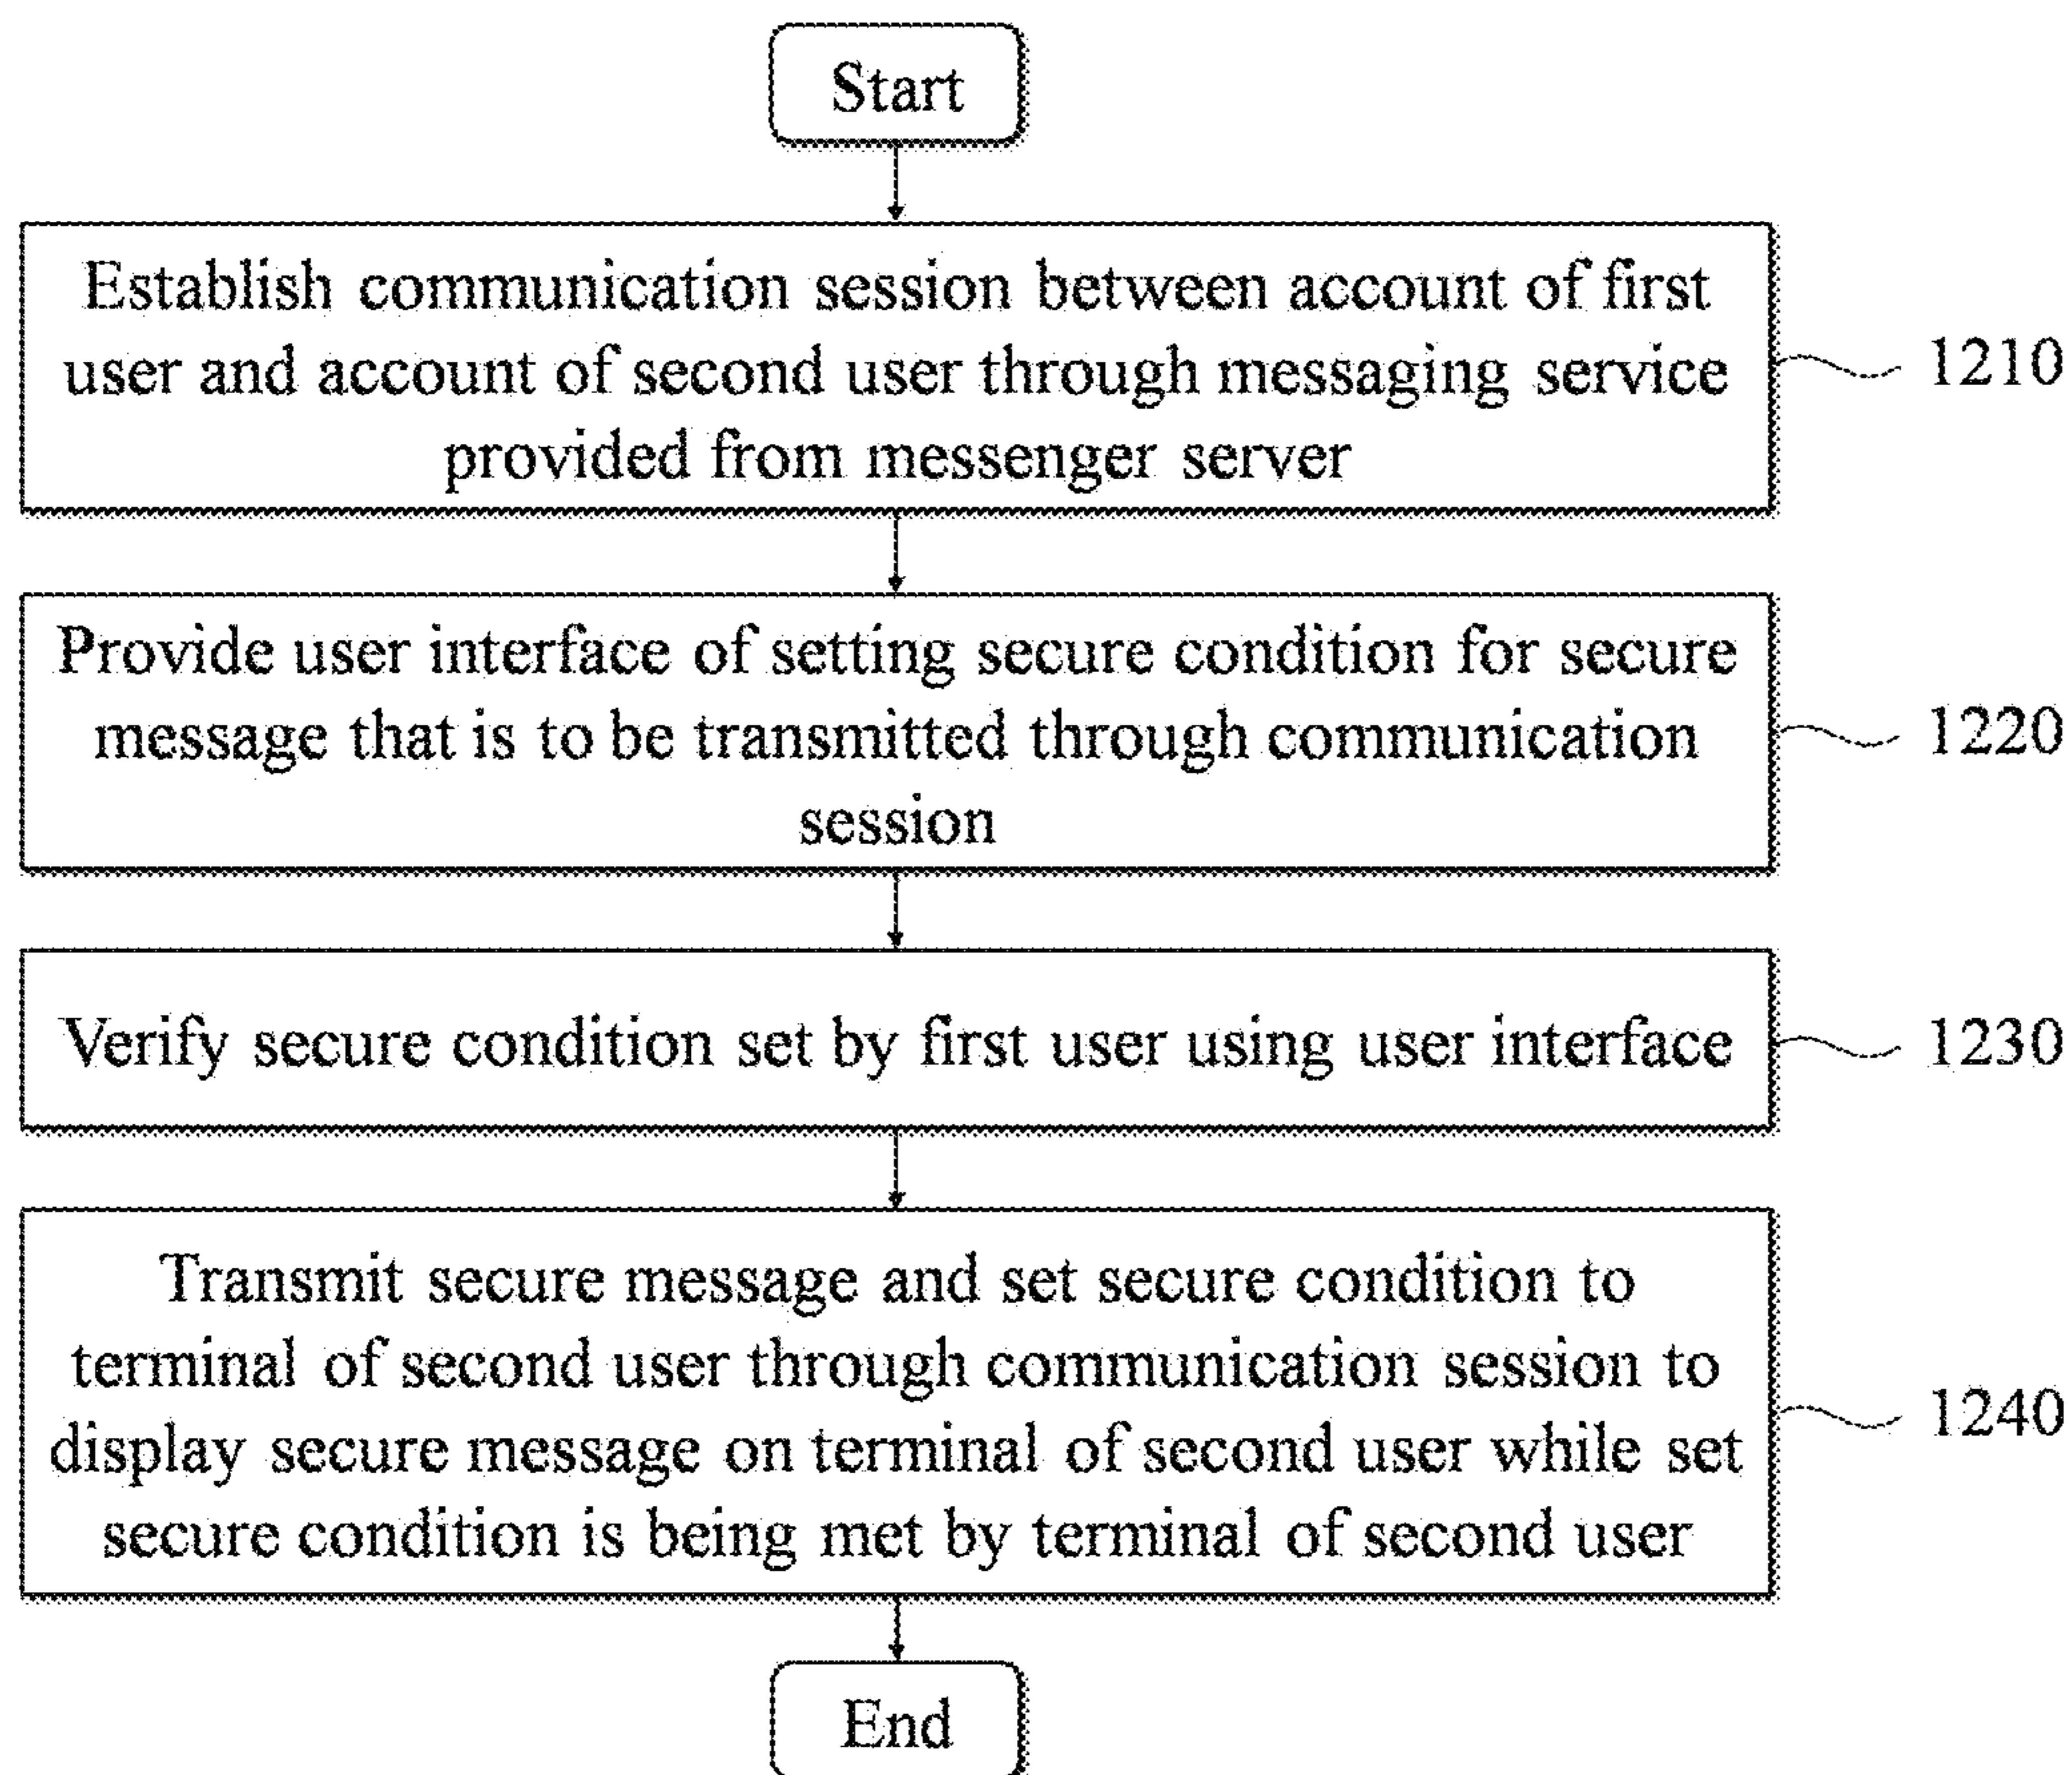 Start
Establish communication session between account of first
user and account of second user through messaging service
provided from messenger server
1210
Provide user interface of setting secure condition for secure
message that is to be transmitted through communication
session
1220
Verify secure condition set by first user using user interface
1230
Transmit secure message and set secure condition to
terminal of second user through communication session to
display secure message on terminal of second user while set
secure condition is being met by terminal of second user
1240
End